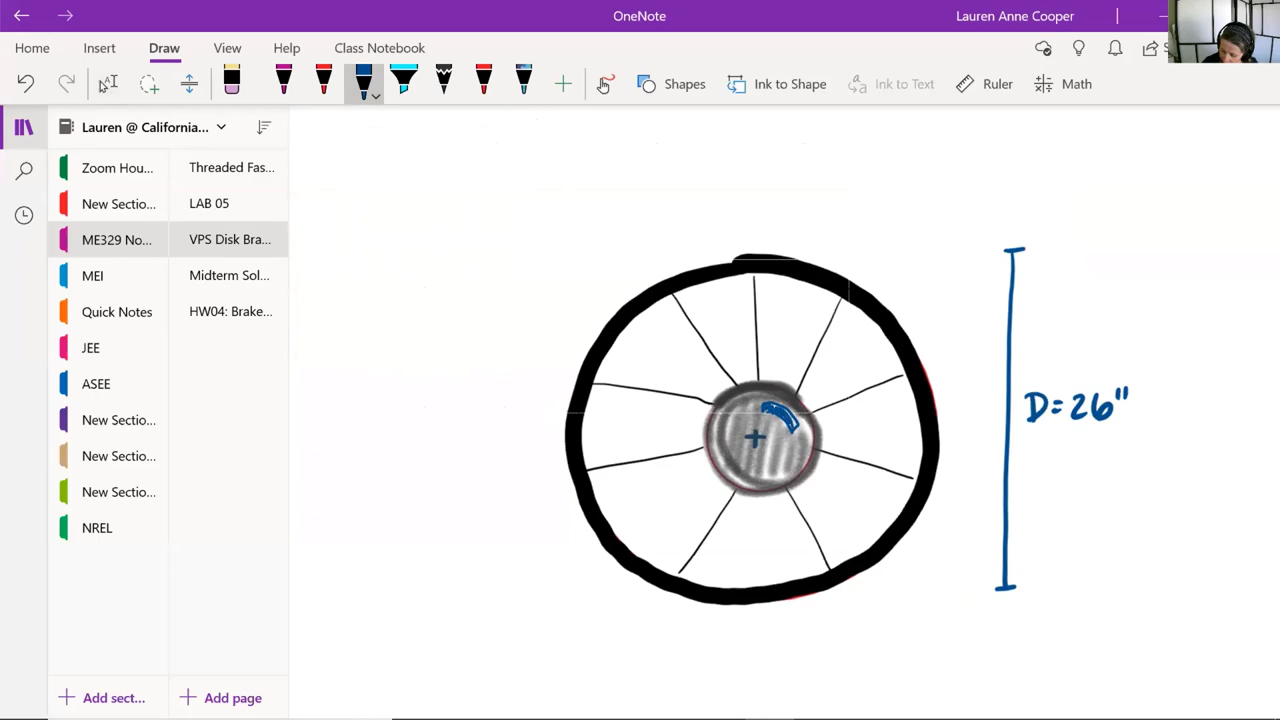 OneNote
Lauren Anne Cooper
Home Insert Draw View Help Class Notebook
Shapes Ink to Shape Ink to Text Ruler Math
Lauren @ California...
Zoom Hou...
New Sectio...
ME329 No...
MEI
Quick Notes
JEE
ASEE
New Sectio...
New Sectio...
New Sectio...
NREL
Threaded Fas...
LAB 05
VPS Disk Bra...
Midterm Sol...
HW04: Brake...
D=26"
+ Add sect...
+ Add page